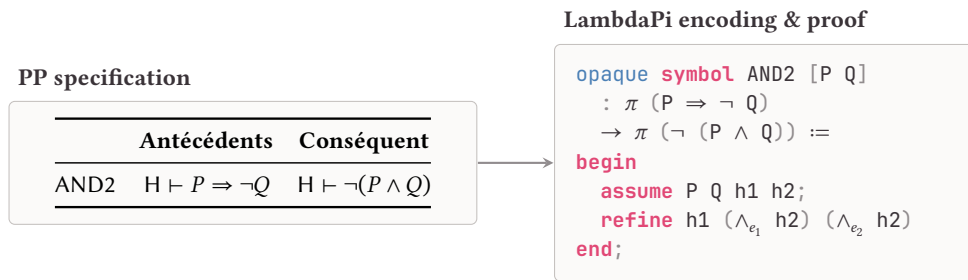 PP specification
Antécédents Conséquent
AND2 H ⊢ P ⇒ ¬Q H ⊢ ¬(P ∧ Q)
LambdaPi encoding & proof
opaque symbol AND2 [P Q]
: π (P ⇒ ¬ Q)
→ π (¬ (P ∧ Q)) ≔
begin
assume P Q h1 h2;
refine h1 (∧ₑ₁ h2) (∧ₑ₂ h2)
end;